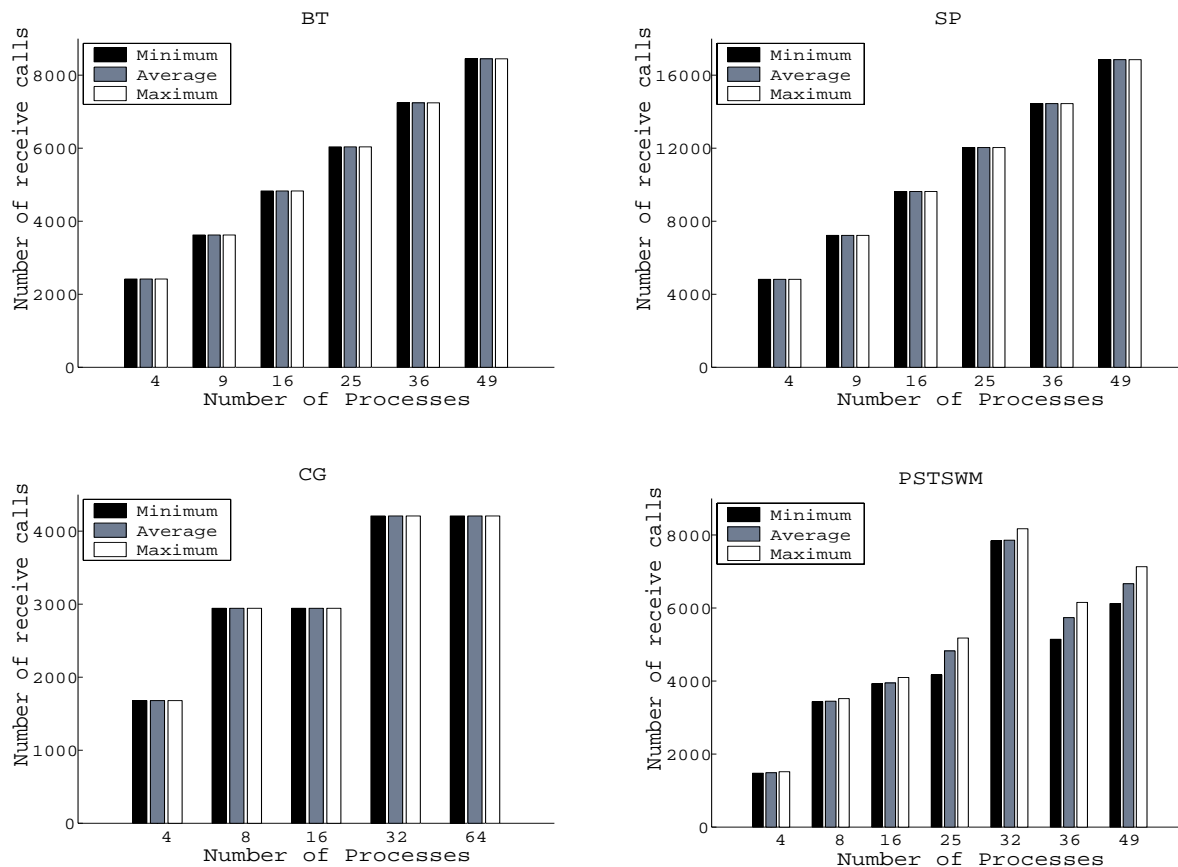 BT
Number of receive calls
8000
6000
4000
2000
0
Minimum
Average
Maximum
4 9 16 25 36 49
Number of Processes
SP
Number of receive calls
16000
12000
8000
4000
0
Minimum
Average
Maximum
4 9 16 25 36 49
Number of Processes
CG
Number of receive calls
4000
3000
2000
1000
0
Minimum
Average
Maximum
4 8 16 32 64
Number of Processes
PSTSWM
Number of receive calls
8000
6000
4000
2000
0
Minimum
Average
Maximum
4 8 16 25 32 36 49
Number of Processes